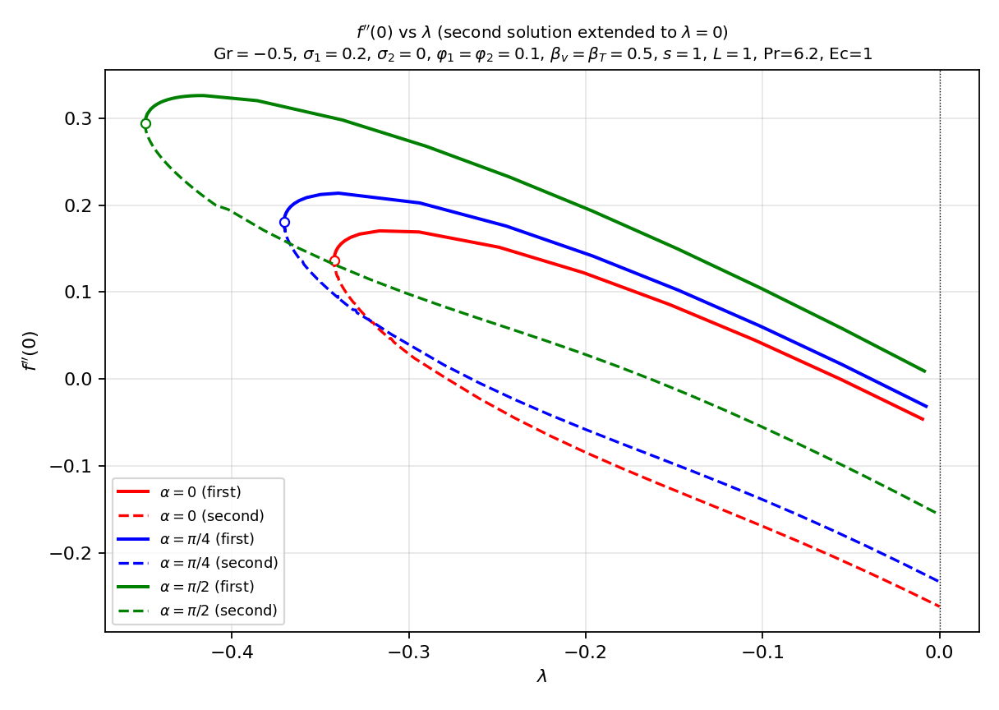 f′′(0) vs λ (second solution extended to λ = 0)
Gr = −0.5, σ₁ = 0.2, σ₂ = 0, φ₁ = φ₂ = 0.1, βᵥ = β_T = 0.5, s = 1, L = 1, Pr=6.2, Ec=1
f′′(0)
0.3
0.2
0.1
0.0
−0.1
−0.2
α = 0 (first)
α = 0 (second)
α = π/4 (first)
α = π/4 (second)
α = π/2 (first)
α = π/2 (second)
−0.4 −0.3 −0.2 −0.1 0.0
λ